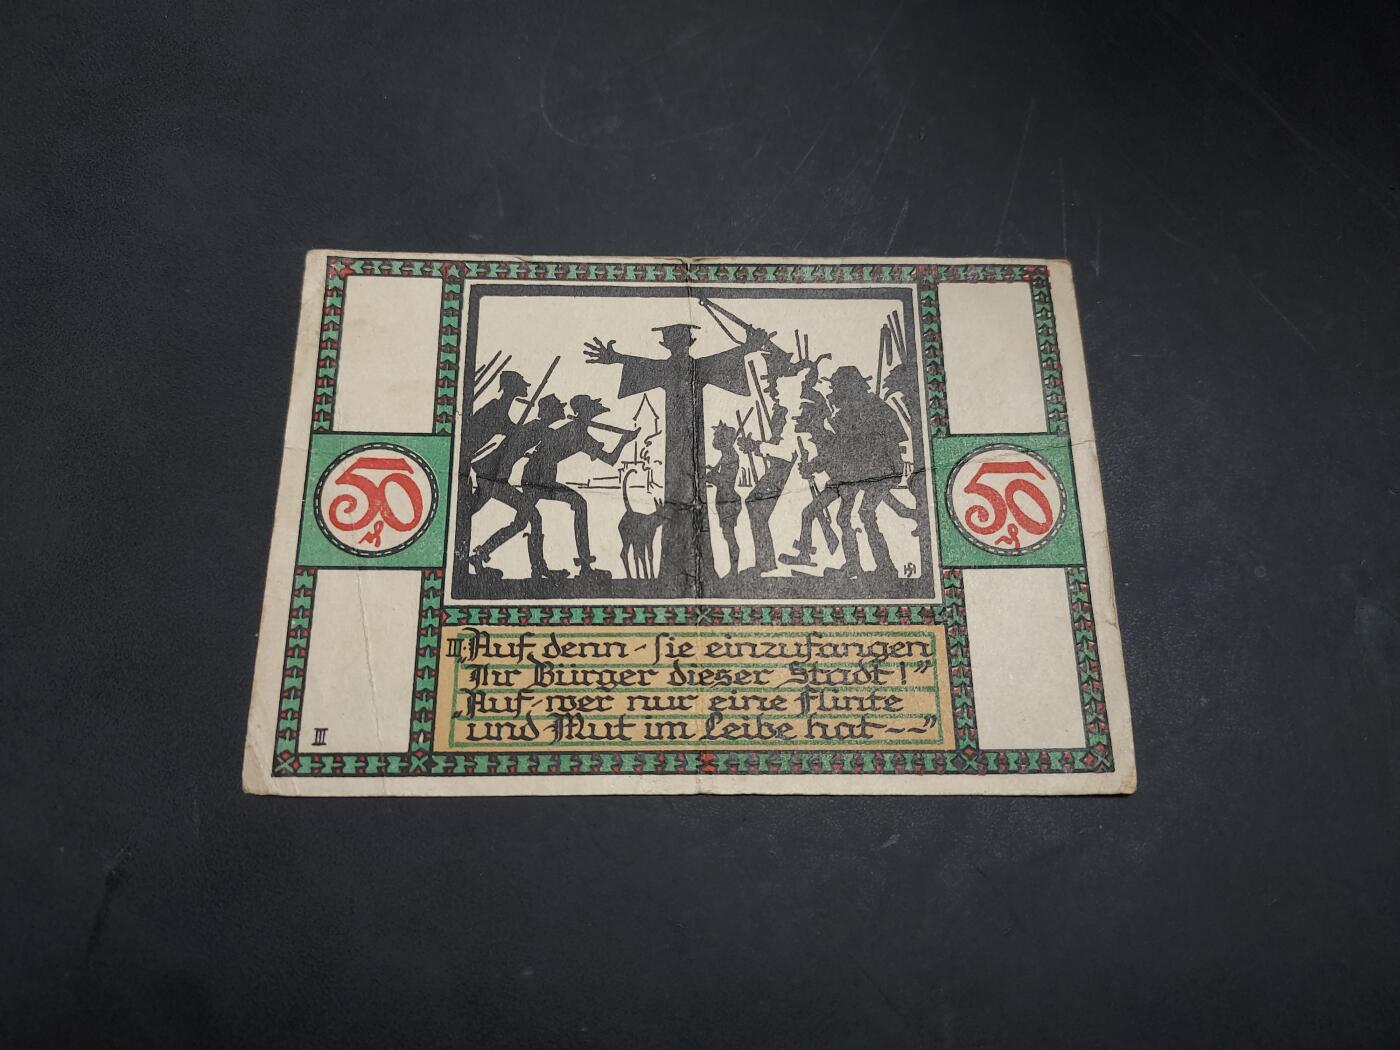 50 ₰
50 ₰
III: „Auf, denn - sie einzufangen
Ihr Bürger dieser Stadt!"
„Auf - wer nur eine Flinte
und Mut im Leibe hat--"
III